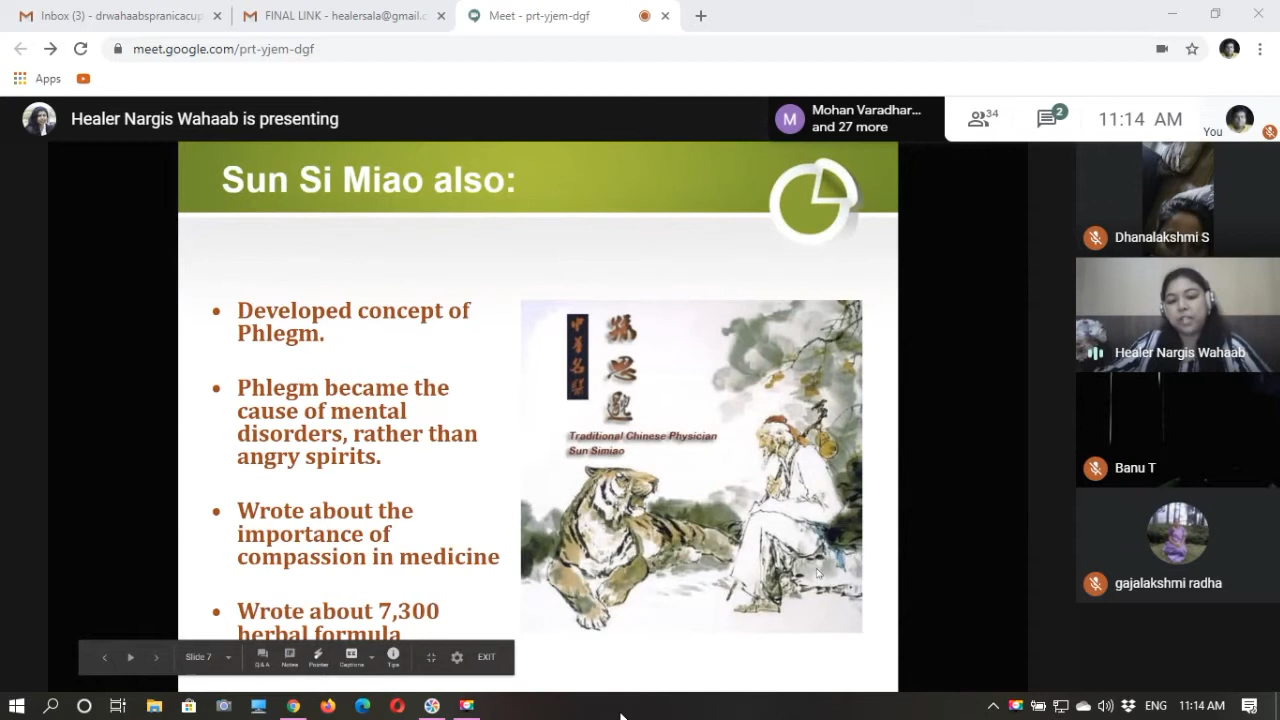 Inbox (3) - drwahaabspranicacup
FINAL LINK - healersala@gmail.c
Meet - prt-yjem-dgf
meet.google.com/prt-yjem-dgf
Apps
Healer Nargis Wahaab is presenting
M
Mohan Varadhar...
and 27 more
34
2
11:14 AM
You
Sun Si Miao also:
• Developed concept of
Phlegm.
• Phlegm became the
cause of mental
disorders, rather than
angry spirits.
• Wrote about the
importance of
compassion in medicine
• Wrote about 7,300
herbal formula
孫
思
邈
Traditional Chinese Physician
Sun Simiao
Dhanalakshmi S
Healer Nargis Wahaab
Banu T
gajalakshmi radha
Slide 7
Q&A
Notes
Pointer
Captions
Tips
EXIT
ENG
11:14 AM